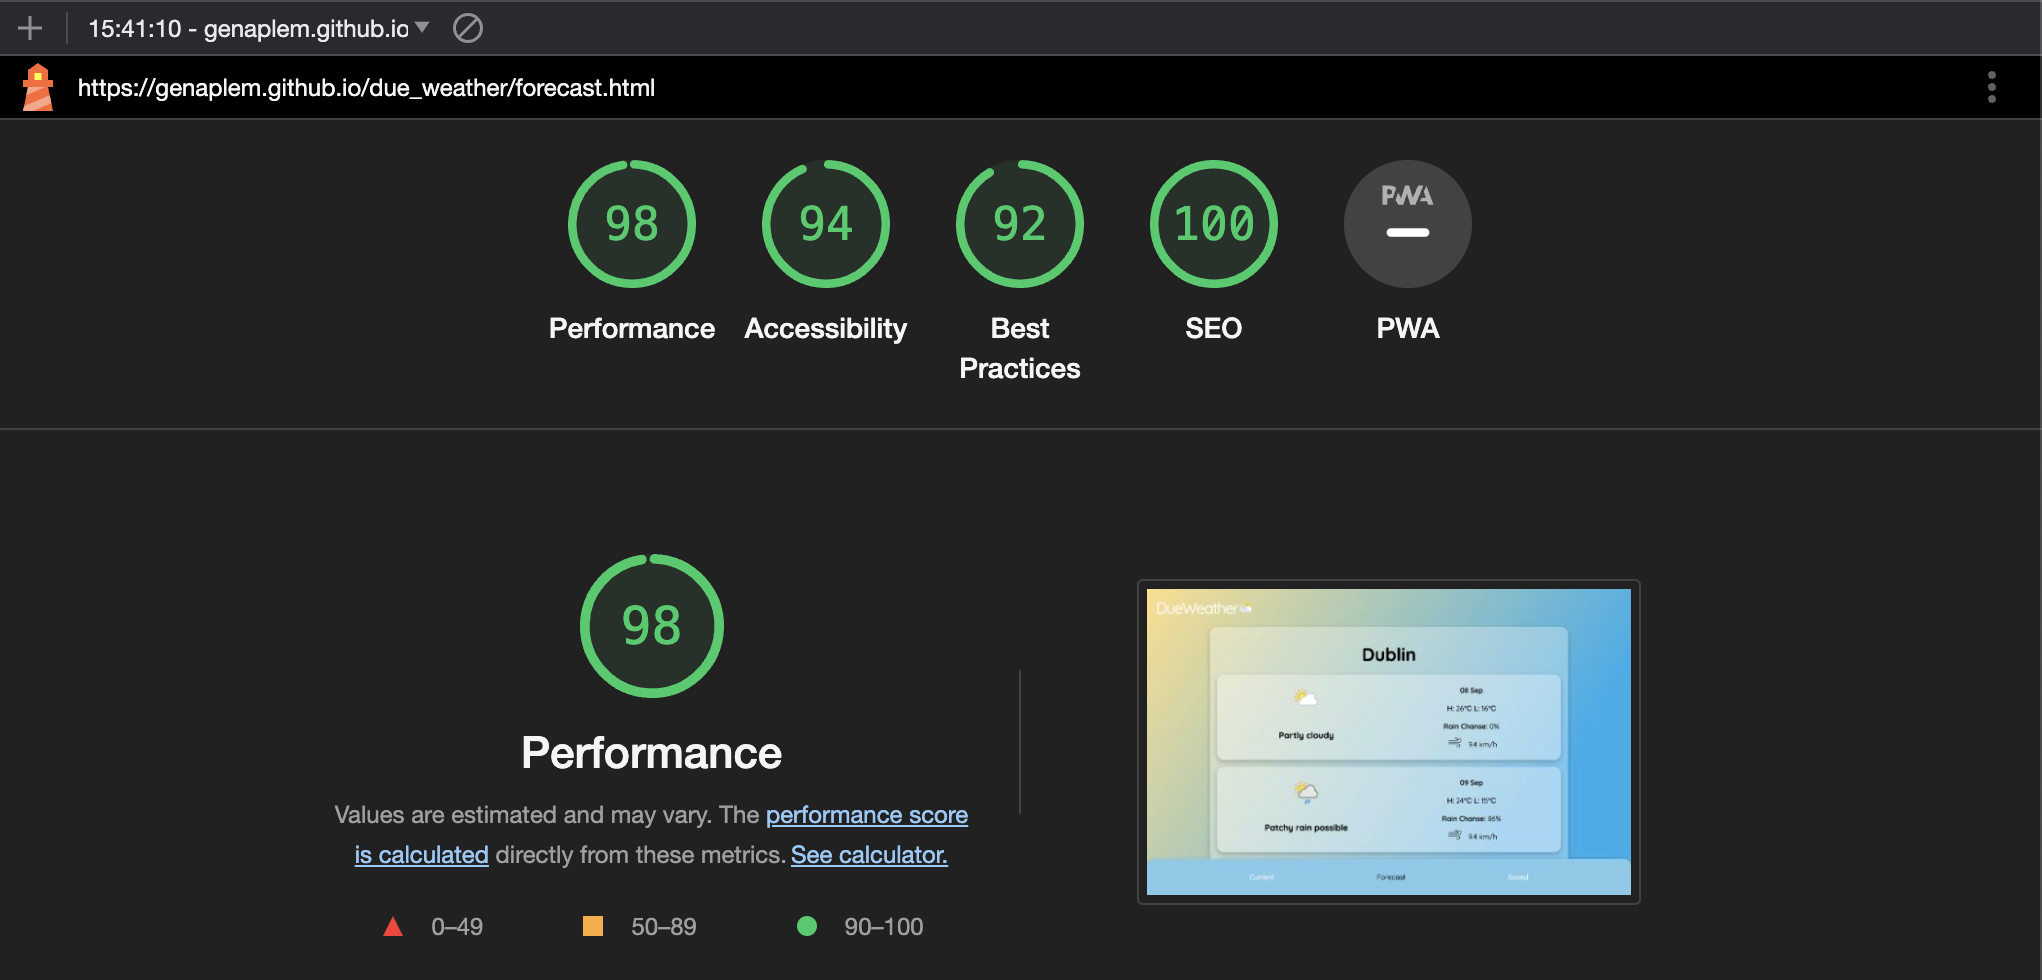 15:41:10 - genaplem.github.io
https://genaplem.github.io/due_weather/forecast.html
98
94
92
100
PWA
Performance
Accessibility
Best
Practices
SEO
PWA
98
Performance
Values are estimated and may vary. The performance score
is calculated directly from these metrics. See calculator.
0–49
50–89
90–100
DueWeather
Dublin
08 Sep
H: 26°C L: 16°C
Rain Chanse: 0%
Partly cloudy
9.4 km/h
09 Sep
H: 24°C L: 15°C
Rain Chanse: 86%
Patchy rain possible
9.4 km/h
Current
Forecast
Saved